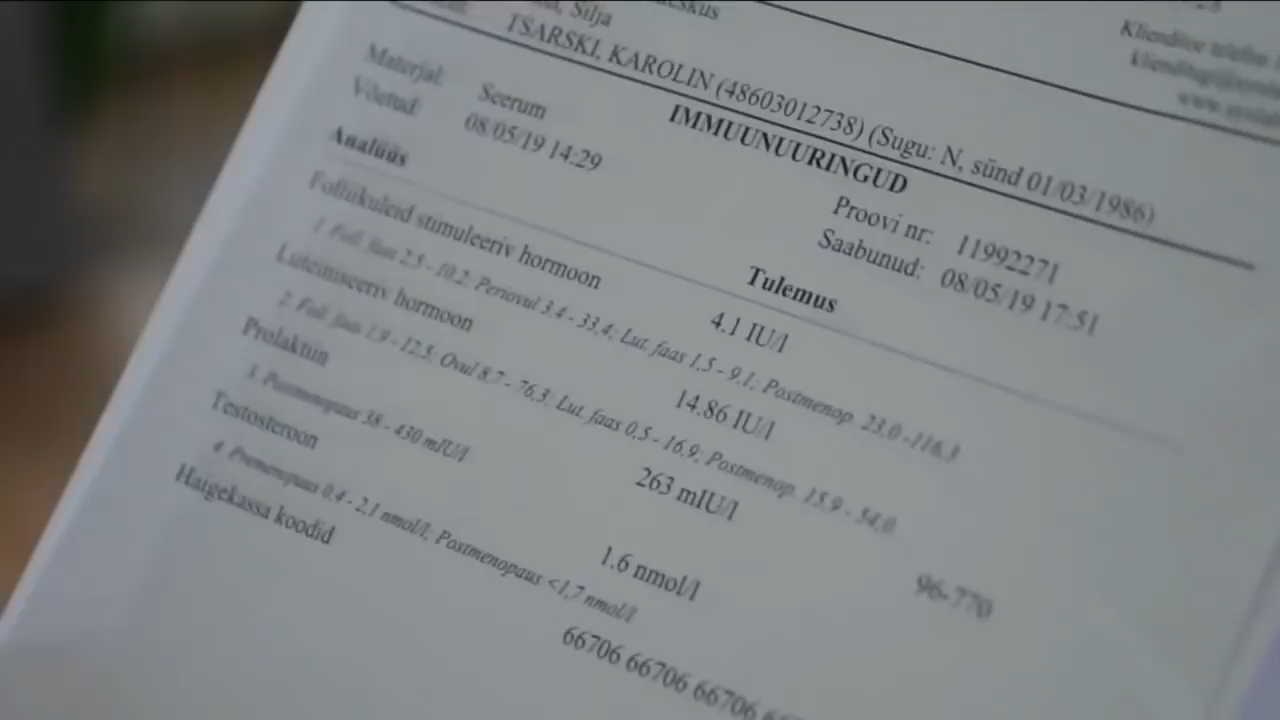 Silja
TSARSKI, KAROLIN (48603012738) (Sugu: N, sünd 01/03/1986)
IMMUUNUURINGUD
Materjal: Seerum
Proovi nr: 11992271
Võetud: 08/05/19 14:29
Saabunud: 08/05/19 17:51
Analüüs Tulemus
Folliikuleid stimuleeriv hormoon 4.1 IU/l
1. Foll. faas 2,5 - 10,2; Periovul 3,4 - 33,4; Lut. faas 1,5 - 9,1; Postmenop. 23,0 -116,3
Luteiniseeriv hormoon 14.86 IU/l
2. Foll. faas 1,9 - 12,5; Ovul 8,7 - 76,3; Lut. faas 0,5 - 16,9; Postmenop. 15,9 - 54,0
Prolaktiin 263 mIU/l 96-770
3. Postmenopaus 38 - 430 mIU/l
Testosteroon 1.6 nmol/l
4. Premenopaus 0,4 - 2,1 nmol/l; Postmenopaus <1,7 nmol/l
Haigekassa koodid 66706 66706 66706